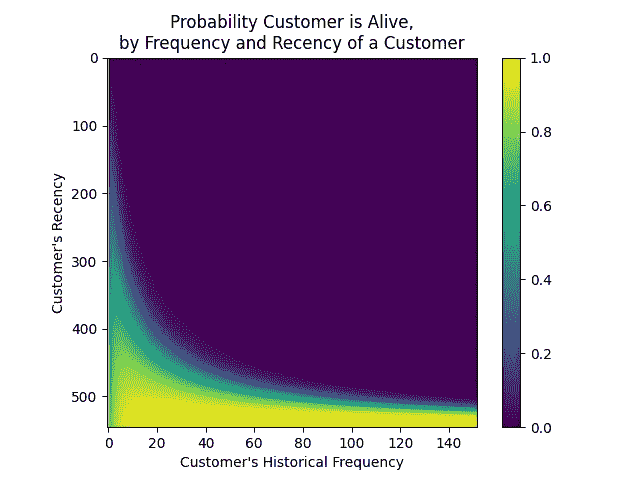 Probability Customer is Alive,
by Frequency and Recency of a Customer
0
100
200
300
400
500
Customer's Recency
0 20 40 60 80 100 120 140
Customer's Historical Frequency
1.0
0.8
0.6
0.4
0.2
0.0